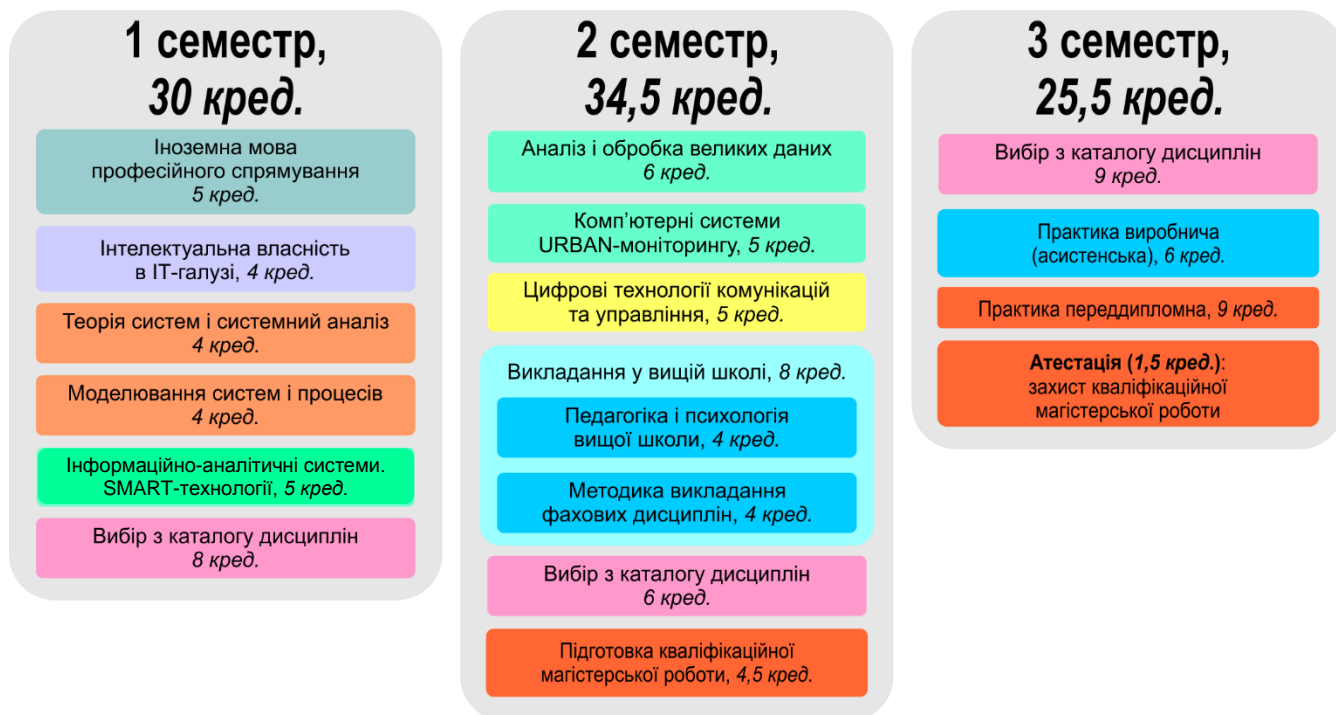 1 семестр,
30 кред.
Іноземна мова
професійного спрямування
5 кред.
Інтелектуальна власність
в ІТ-галузі, 4 кред.
Теорія систем і системний аналіз
4 кред.
Моделювання систем і процесів
4 кред.
Інформаційно-аналітичні системи.
SMART-технології, 5 кред.
Вибір з каталогу дисциплін
8 кред.
2 семестр,
34,5 кред.
Аналіз і обробка великих даних
6 кред.
Комп’ютерні системи
URBAN-моніторингу, 5 кред.
Цифрові технології комунікацій
та управління, 5 кред.
Викладання у вищій школі, 8 кред.
Педагогіка і психологія
вищої школи, 4 кред.
Методика викладання
фахових дисциплін, 4 кред.
Вибір з каталогу дисциплін
6 кред.
Підготовка кваліфікаційної
магістерської роботи, 4,5 кред.
3 семестр,
25,5 кред.
Вибір з каталогу дисциплін
9 кред.
Практика виробнича
(асистенська), 6 кред.
Практика переддипломна, 9 кред.
Атестація (1,5 кред.):
захист кваліфікаційної
магістерської роботи